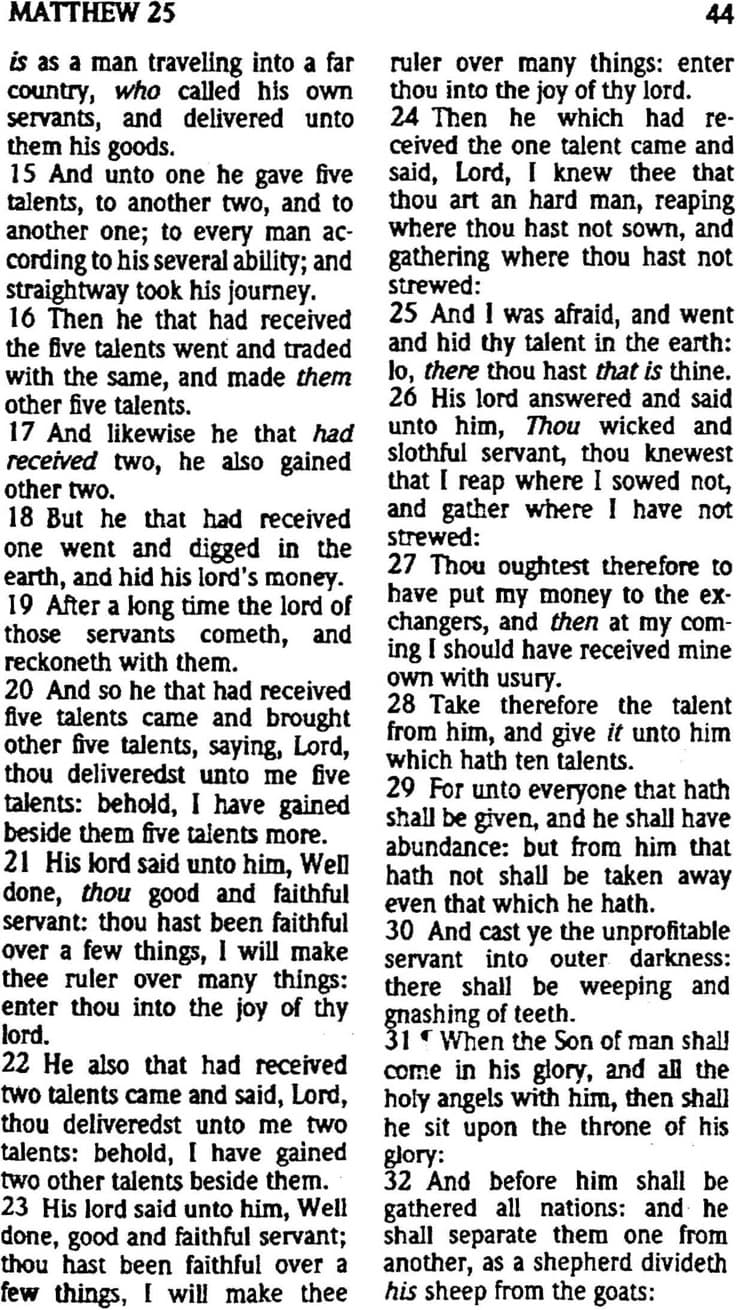 MATTHEW 25
44
is as a man traveling into a far
country, who called his own
servants, and delivered unto
them his goods.
15 And unto one he gave five
talents, to another two, and to
another one; to every man ac-
cording to his several ability; and
straightway took his journey.
16 Then he that had received
the five talents went and traded
with the same, and made them
other five talents.
17 And likewise he that had
received two, he also gained
other two.
18 But he that had received
one went and digged in the
earth, and hid his lord's money.
19 After a long time the lord of
those servants cometh, and
reckoneth with them.
20 And so he that had received
five talents came and brought
other five talents, saying, Lord,
thou deliveredst unto me five
talents: behold, I have gained
beside them five talents more.
21 His lord said unto him, Well
done, thou good and faithful
servant: thou hast been faithful
over a few things, I will make
thee ruler over many things:
enter thou into the joy of thy
lord.
22 He also that had received
two talents came and said, Lord,
thou deliveredst unto me two
talents: behold, I have gained
two other talents beside them.
23 His lord said unto him, Well
done, good and faithful servant;
thou hast been faithful over a
few things, I will make thee
ruler over many things: enter
thou into the joy of thy lord.
24 Then he which had re-
ceived the one talent came and
said, Lord, I knew thee that
thou art an hard man, reaping
where thou hast not sown, and
gathering where thou hast not
strewed:
25 And I was afraid, and went
and hid thy talent in the earth:
lo, there thou hast that is thine.
26 His lord answered and said
unto him, Thou wicked and
slothful servant, thou knewest
that I reap where I sowed not,
and gather where I have not
strewed:
27 Thou oughtest therefore to
have put my money to the ex-
changers, and then at my com-
ing I should have received mine
own with usury.
28 Take therefore the talent
from him, and give it unto him
which hath ten talents.
29 For unto everyone that hath
shall be given, and he shall have
abundance: but from him that
hath not shall be taken away
even that which he hath.
30 And cast ye the unprofitable
servant into outer darkness:
there shall be weeping and
gnashing of teeth.
31 ¶ When the Son of man shall
come in his glory, and all the
holy angels with him, then shall
he sit upon the throne of his
glory:
32 And before him shall be
gathered all nations: and he
shall separate them one from
another, as a shepherd divideth
his sheep from the goats: